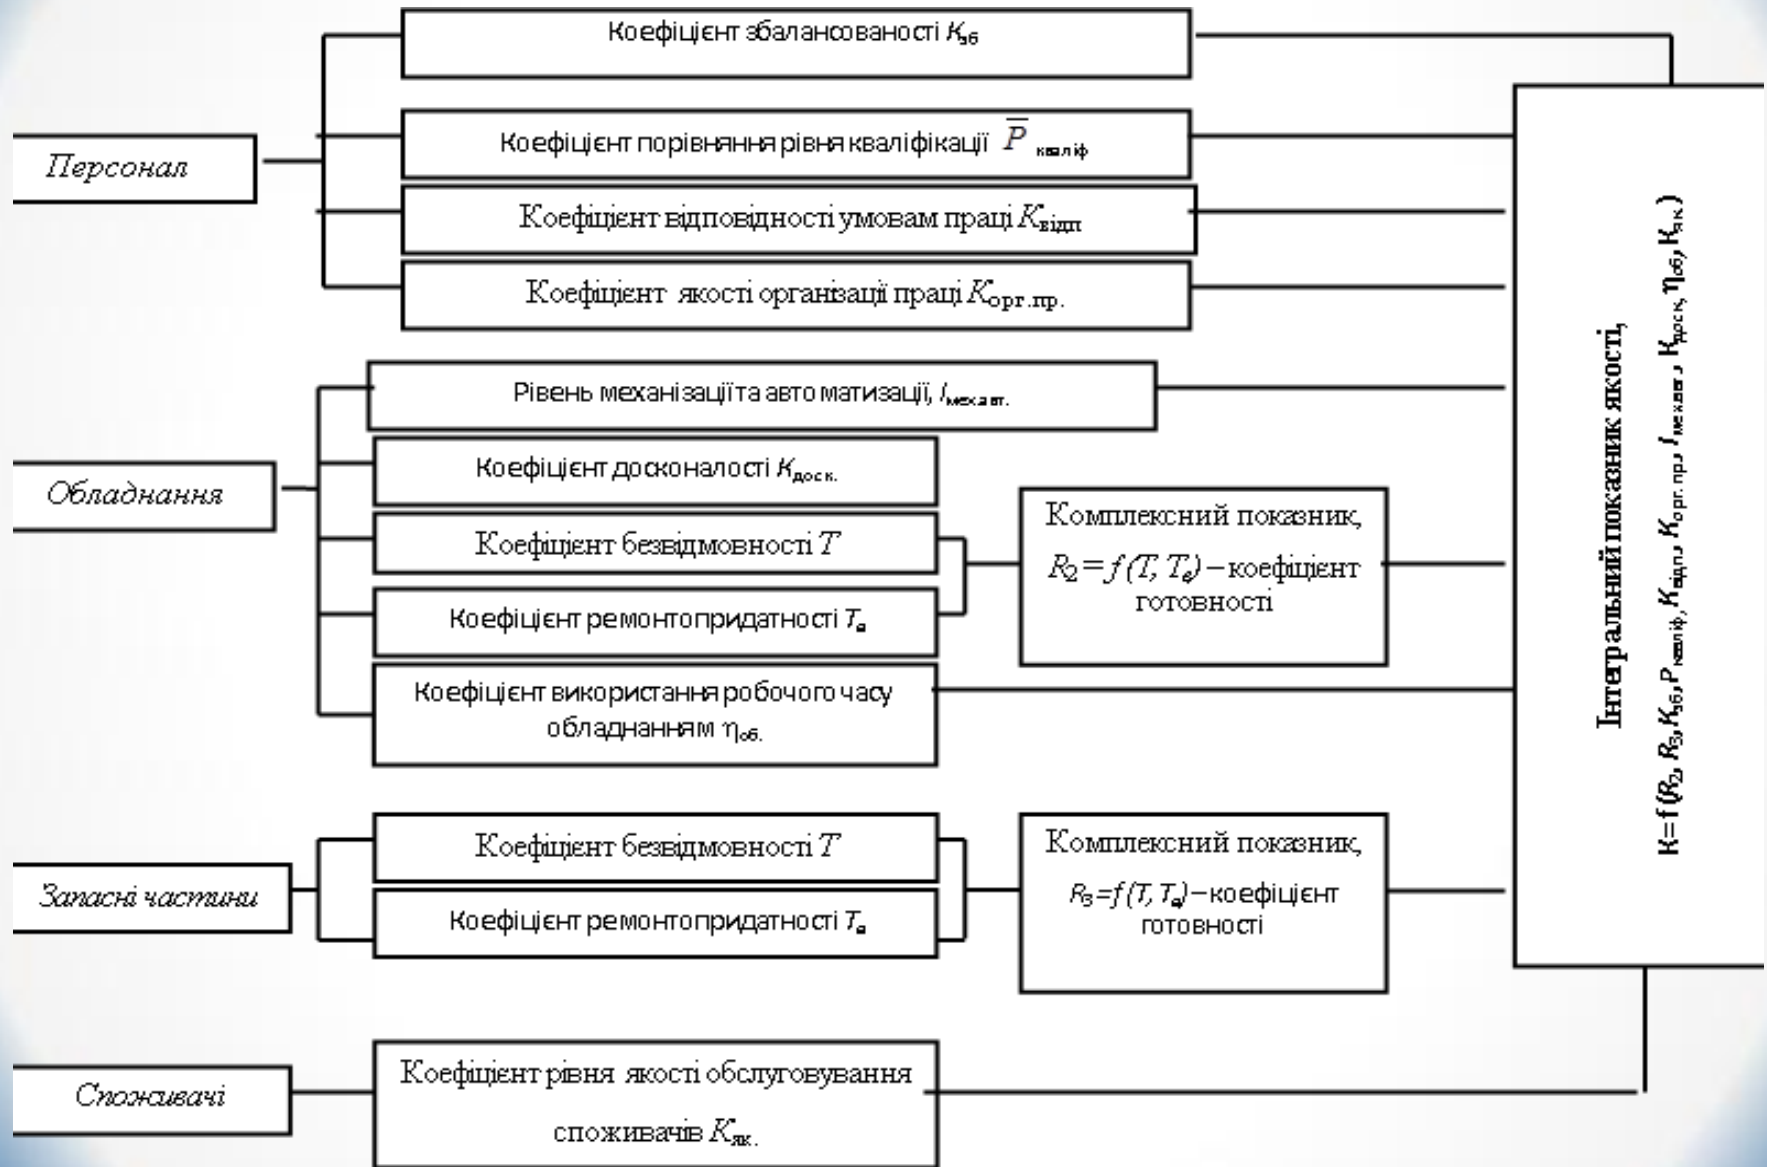 Коефіцієнт збалансованості Kзб
Персонал
Коефіцієнт порівняння рівня кваліфікації P̅ кваліф
Коефіцієнт відповідності умовам праці Kвідп
Коефіцієнт якості організації праці Kорг.пр.
Обладнання
Рівень механізації та автоматизації, Iмех.авт.
Коефіцієнт досконалості Kдоск.
Коефіцієнт безвідмовності T
Коефіцієнт ремонтопридатності Tв
Коефіцієнт використання робочого часу
обладнанням ηоб.
Комплексний показник,
R2 = f (T, Tв) – коефіцієнт
готовності
Запасні частини
Коефіцієнт безвідмовності T
Коефіцієнт ремонтопридатності Tв
Комплексний показник,
R3=f (T, Tв) – коефіцієнт
готовності
Споживачі
Коефіцієнт рівня якості обслуговування
споживачів Kяк.
Інтегральний показник якості,
K=f (R2, R3, Kзб, Pкваліф, Kвідп, Kорг.пр, Iмех.авт., Kдоск, ηоб, Kяк)